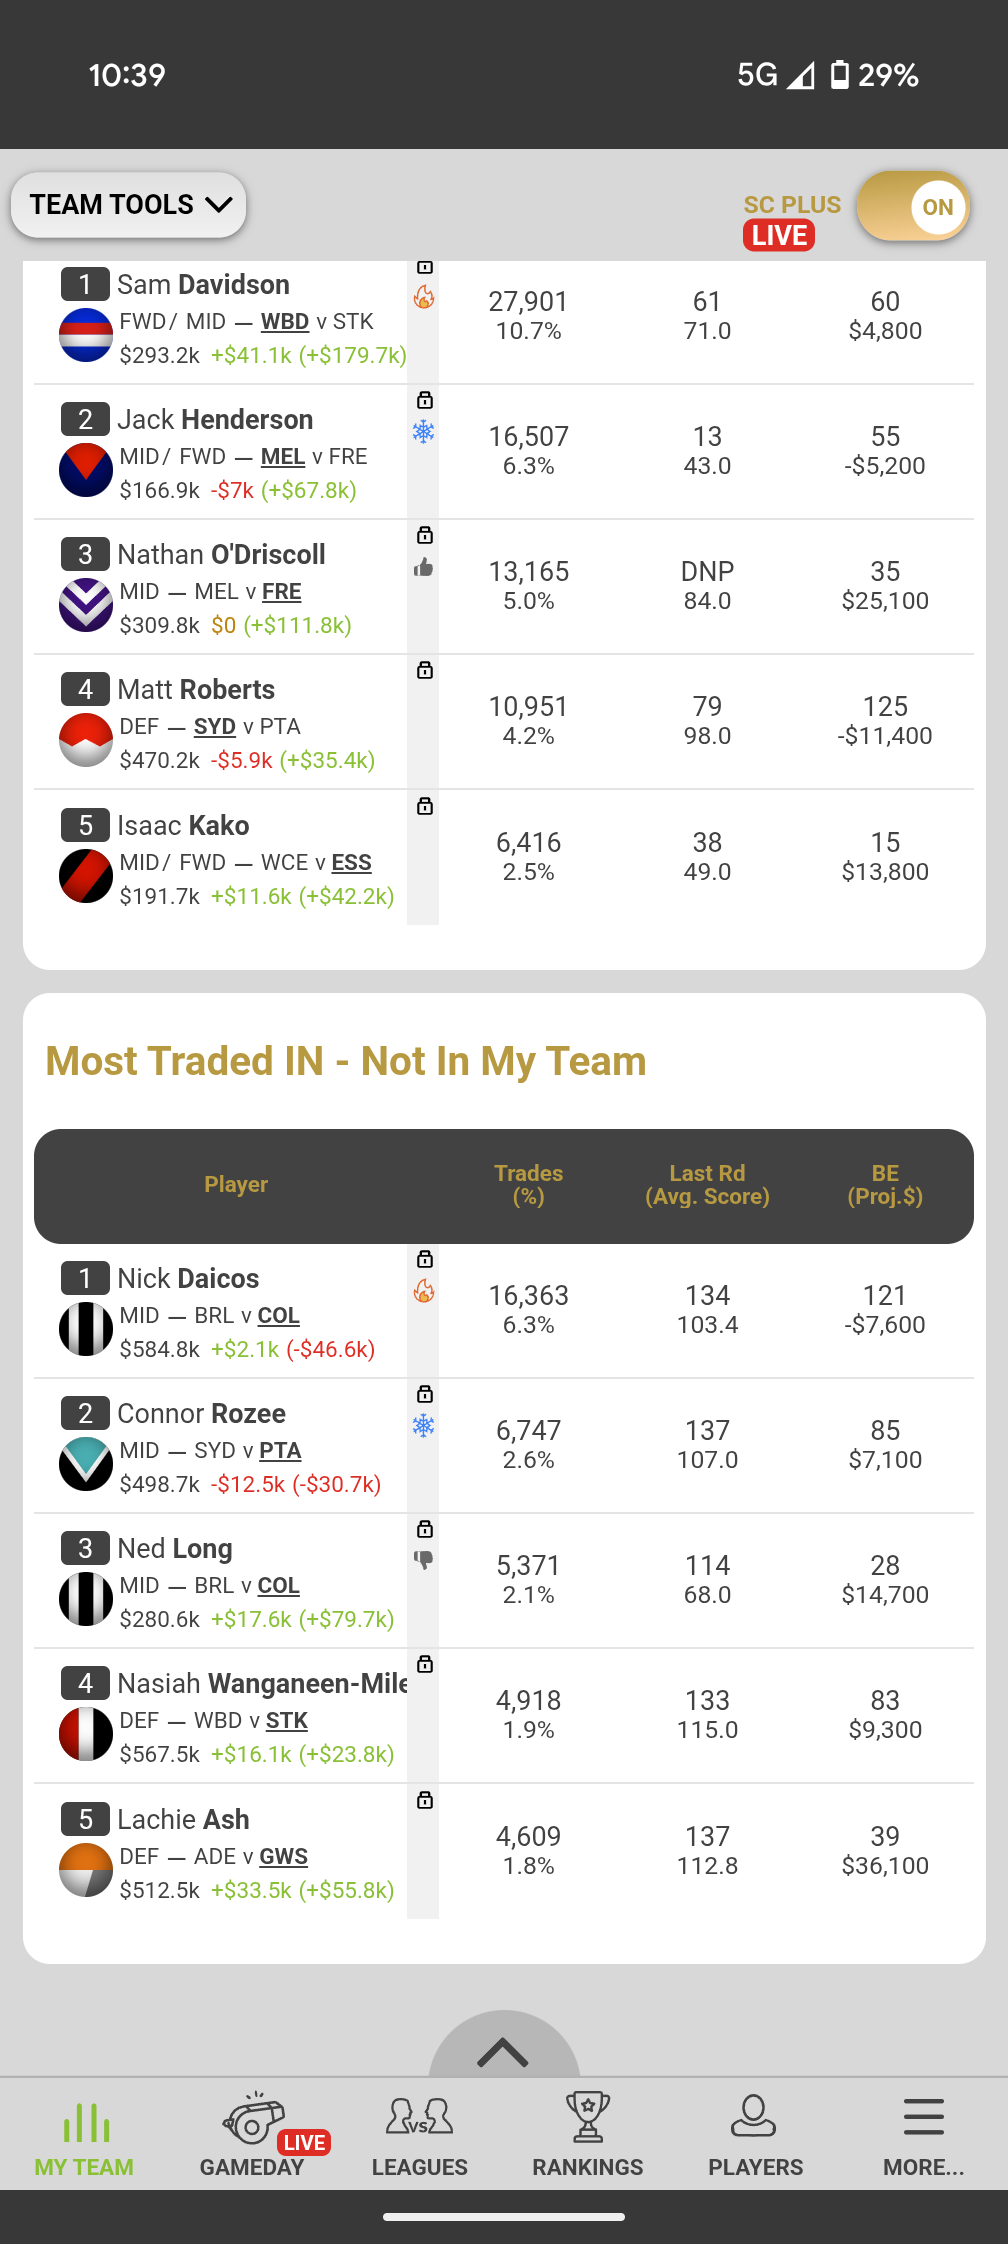 10:39
5G 29%
TEAM TOOLS
SC PLUS
LIVE
ON
1 Sam Davidson
FWD/ MID — WBD v STK
$293.2k +$41.1k (+$179.7k)
27,901 61 60
10.7% 71.0 $4,800
2 Jack Henderson
MID/ FWD — MEL v FRE
$166.9k -$7k (+$67.8k)
16,507 13 55
6.3% 43.0 -$5,200
3 Nathan O'Driscoll
MID — MEL v FRE
$309.8k $0 (+$111.8k)
13,165 DNP 35
5.0% 84.0 $25,100
4 Matt Roberts
DEF — SYD v PTA
$470.2k -$5.9k (+$35.4k)
10,951 79 125
4.2% 98.0 -$11,400
5 Isaac Kako
MID/ FWD — WCE v ESS
$191.7k +$11.6k (+$42.2k)
6,416 38 15
2.5% 49.0 $13,800
Most Traded IN - Not In My Team
Player
Trades Last Rd BE
(%) (Avg. Score) (Proj.$)
1 Nick Daicos
MID — BRL v COL
$584.8k +$2.1k (-$46.6k)
16,363 134 121
6.3% 103.4 -$7,600
2 Connor Rozee
MID — SYD v PTA
$498.7k -$12.5k (-$30.7k)
6,747 137 85
2.6% 107.0 $7,100
3 Ned Long
MID — BRL v COL
$280.6k +$17.6k (+$79.7k)
5,371 114 28
2.1% 68.0 $14,700
4 Nasiah Wanganeen-Mile
DEF — WBD v STK
$567.5k +$16.1k (+$23.8k)
4,918 133 83
1.9% 115.0 $9,300
5 Lachie Ash
DEF — ADE v GWS
$512.5k +$33.5k (+$55.8k)
4,609 137 39
1.8% 112.8 $36,100
VS
LIVE
MY TEAM GAMEDAY LEAGUES RANKINGS PLAYERS MORE...